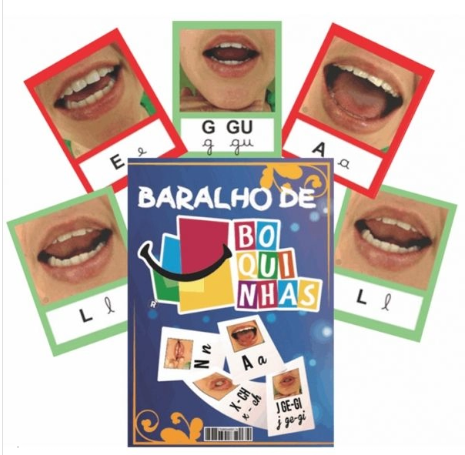 G GU
g gu
E e
A a
L l
L l
BARALHO DE
BO
QUI
NHAS
N n
A a
X - CH
x - ch
J GE-GI
j ge-gi